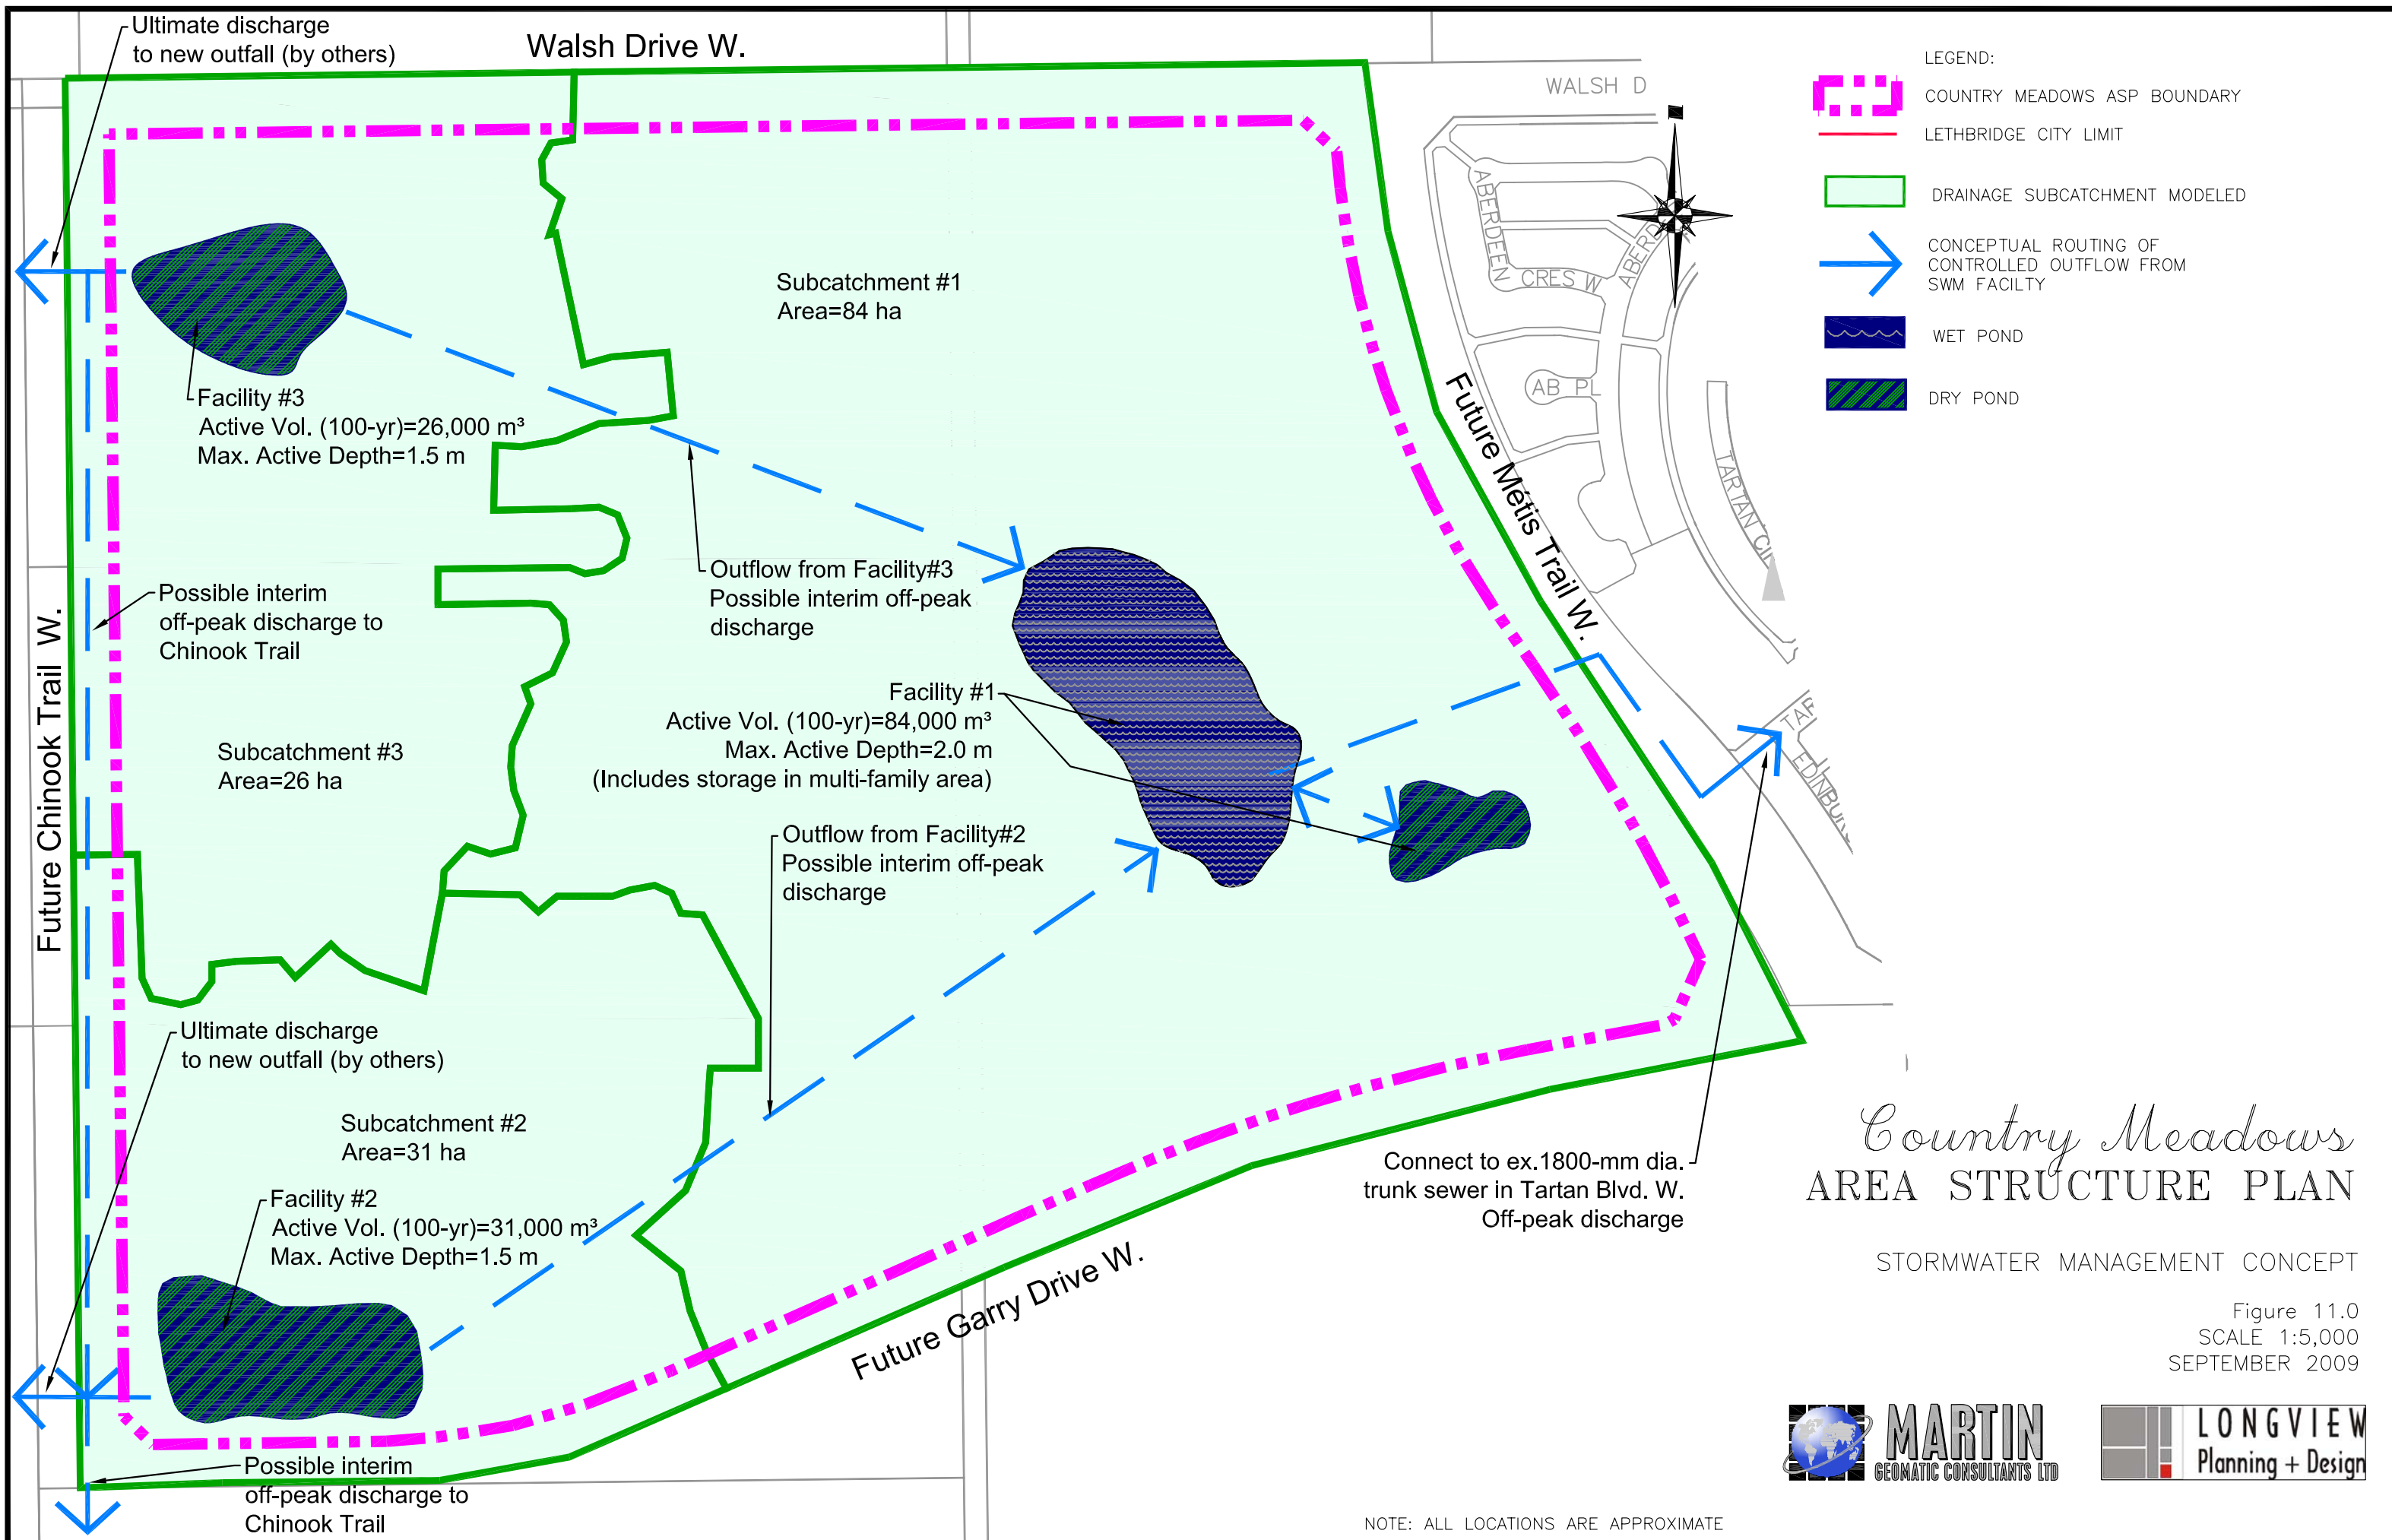 Ultimate discharge
to new outfall (by others)
Walsh Drive W.
WALSH D
LEGEND:
COUNTRY MEADOWS ASP BOUNDARY
LETHBRIDGE CITY LIMIT
DRAINAGE SUBCATCHMENT MODELED
CONCEPTUAL ROUTING OF
CONTROLLED OUTFLOW FROM
SWM FACILTY
WET POND
DRY POND
ABERDEEN CRES W
AB PL
Subcatchment #1
Area=84 ha
Facility #3
Active Vol. (100-yr)=26,000 m³
Max. Active Depth=1.5 m
Future Métis Trail W.
Outflow from Facility#3
Possible interim off-peak
discharge
Possible interim
off-peak discharge to
Chinook Trail
Future Chinook Trail W.
Facility #1
Active Vol. (100-yr)=84,000 m³
Max. Active Depth=2.0 m
(Includes storage in multi-family area)
Subcatchment #3
Area=26 ha
Outflow from Facility#2
Possible interim off-peak
discharge
Ultimate discharge
to new outfall (by others)
Subcatchment #2
Area=31 ha
Facility #2
Active Vol. (100-yr)=31,000 m³
Max. Active Depth=1.5 m
Connect to ex.1800-mm dia.
trunk sewer in Tartan Blvd. W.
Off-peak discharge
Future Garry Drive W.
Possible interim
off-peak discharge to
Chinook Trail
Country Meadows
AREA STRUCTURE PLAN
STORMWATER MANAGEMENT CONCEPT
Figure 11.0
SCALE 1:5,000
SEPTEMBER 2009
MARTIN
GEOMATIC CONSULTANTS LTD
LONGVIEW
Planning + Design
NOTE: ALL LOCATIONS ARE APPROXIMATE